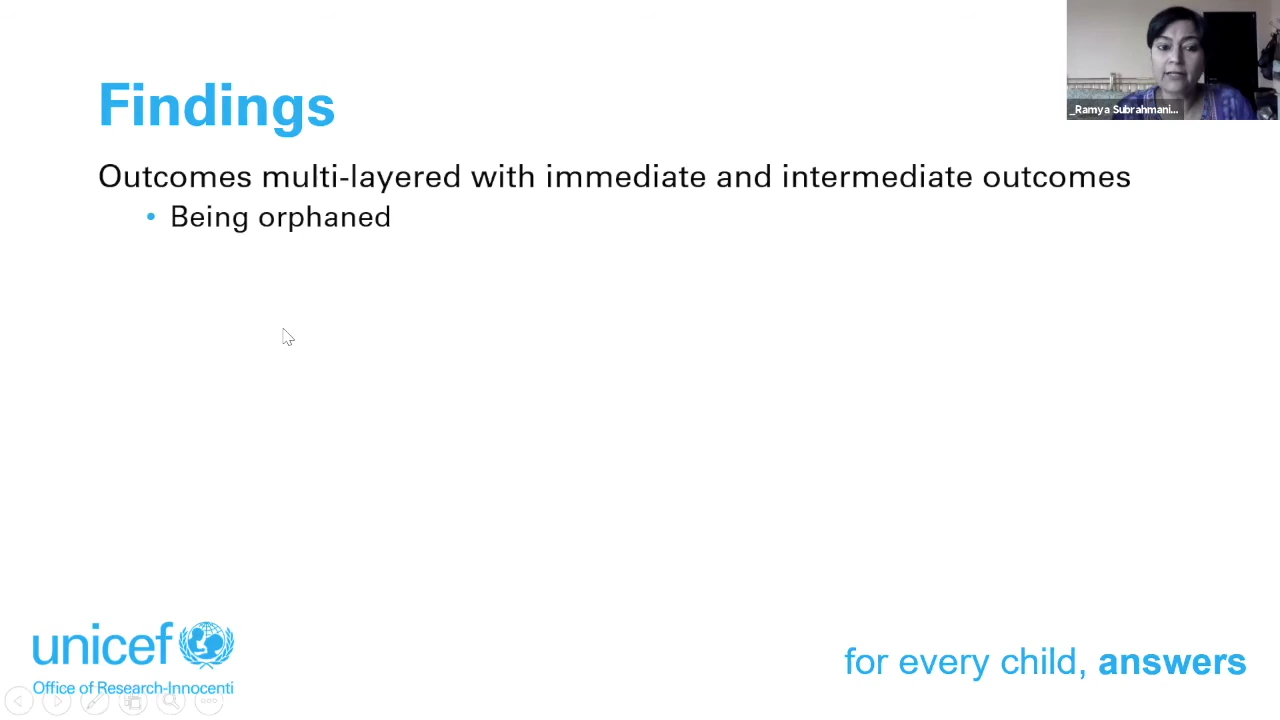 Findings
_Ramya Subrahmani...
Outcomes multi-layered with immediate and intermediate outcomes
• Being orphaned
unicef
Office of Research-Innocenti
for every child, answers